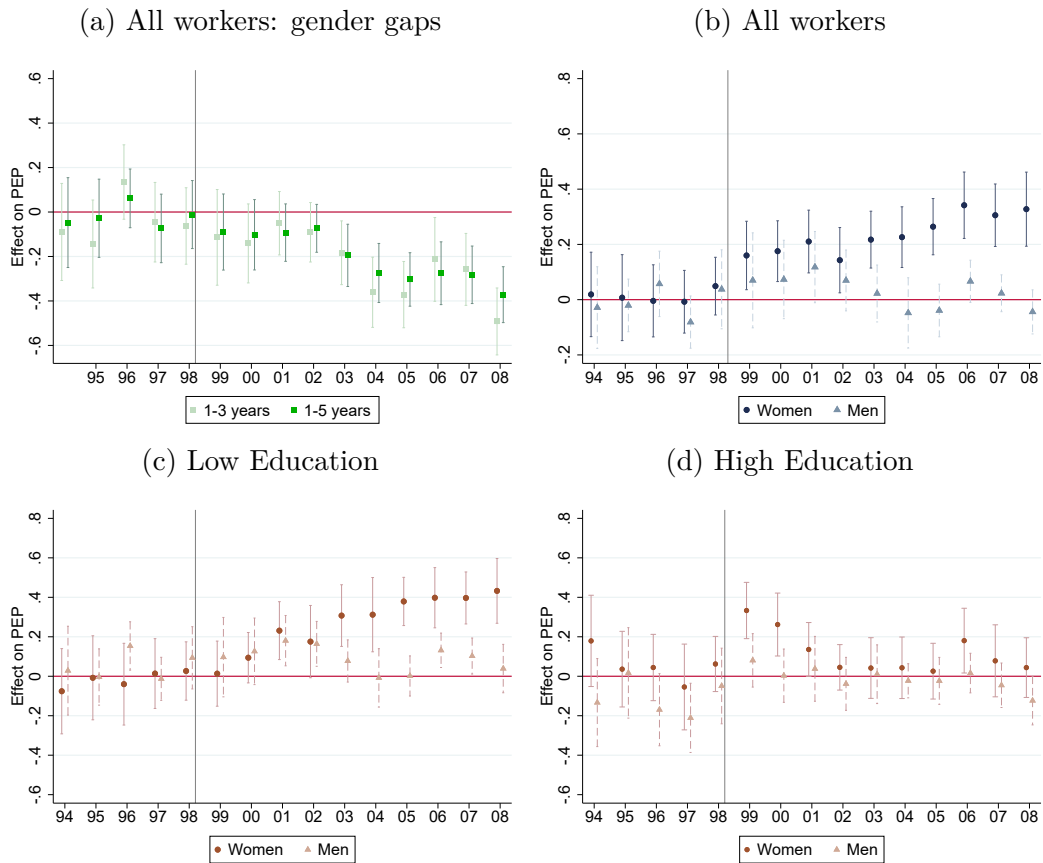 (a) All workers: gender gaps
(b) All workers
Effect on PEP
.6
.4
.2
0
-.2
-.4
-.6
95 96 97 98 99 00 01 02 03 04 05 06 07 08
1-3 years 1-5 years
Effect on PEP
.8
.6
.4
.2
0
-.2
94 95 96 97 98 99 00 01 02 03 04 05 06 07 08
Women Men
(c) Low Education
(d) High Education
Effect on PEP
.8
.6
.4
.2
0
-.2
-.4
-.6
94 95 96 97 98 99 00 01 02 03 04 05 06 07 08
Women Men
Effect on PEP
.8
.6
.4
.2
0
-.2
-.4
-.6
94 95 96 97 98 99 00 01 02 03 04 05 06 07 08
Women Men